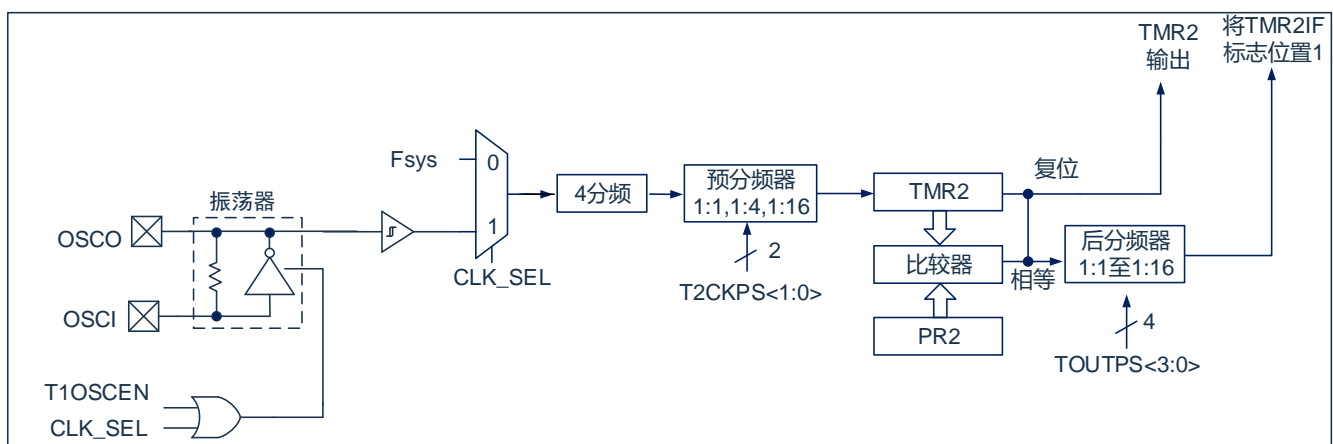 TMR2
输出
将TMR2IF
标志位置1
Fsys
0
1
CLK_SEL
4分频
预分频器
1:1,1:4,1:16
2
T2CKPS<1:0>
TMR2
复位
比较器
相等
PR2
后分频器
1:1至1:16
4
TOUTPS<3:0>
振荡器
OSCO
OSCI
T1OSCEN
CLK_SEL